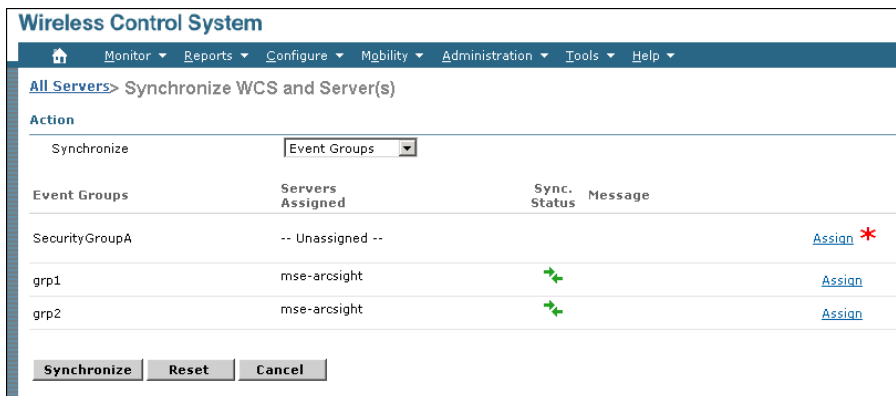 Wireless Control System
Monitor Reports Configure Mobility Administration Tools Help
All Servers> Synchronize WCS and Server(s)
Action
Synchronize Event Groups
Event Groups Servers Assigned Sync. Status Message
SecurityGroupA -- Unassigned -- Assign *
grp1 mse-arcsight Assign
grp2 mse-arcsight Assign
Synchronize Reset Cancel